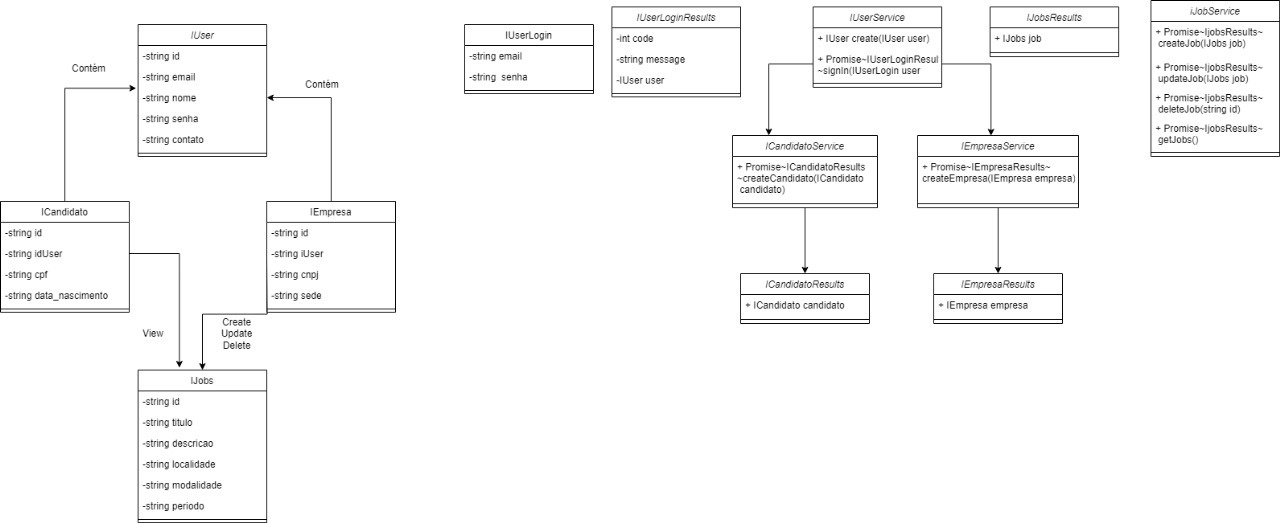 IUser
-string id
-string email
-string nome
-string senha
-string contato
Contém
Contém
ICandidato
-string id
-string idUser
-string cpf
-string data_nascimento
IEmpresa
-string id
-string iUser
-string cnpj
-string sede
View
Create
Update
Delete
IJobs
-string id
-string titulo
-string descricao
-string localidade
-string modalidade
-string periodo
IUserLogin
-string email
-string senha
IUserLoginResults
-int code
-string message
-IUser user
IUserService
+ IUser create(IUser user)
+ Promise~IUserLoginResul
~signIn(IUserLogin user
IJobsResults
+ IJobs job
iJobService
+ Promise~IjobsResults~
createJob(IJobs job)
+ Promise~IjobsResults~
updateJob(IJobs job)
+ Promise~IjobsResults~
deleteJob(string id)
+ Promise~IjobsResults~
getJobs()
ICandidatoService
+ Promise~ICandidatoResults
~createCandidato(ICandidato
candidato)
IEmpresaService
+ Promise~IEmpresaResults~
createEmpresa(IEmpresa empresa)
ICandidatoResults
+ ICandidato candidato
IEmpresaResults
+ IEmpresa empresa